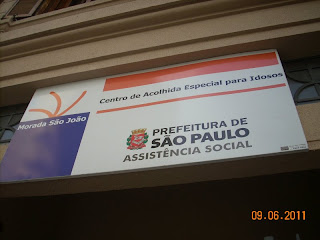 Morada São João
Centro de Acolhida Especial para Idosos
PREFEITURA DE
SÃO PAULO
ASSISTÊNCIA SOCIAL
09.06.2011